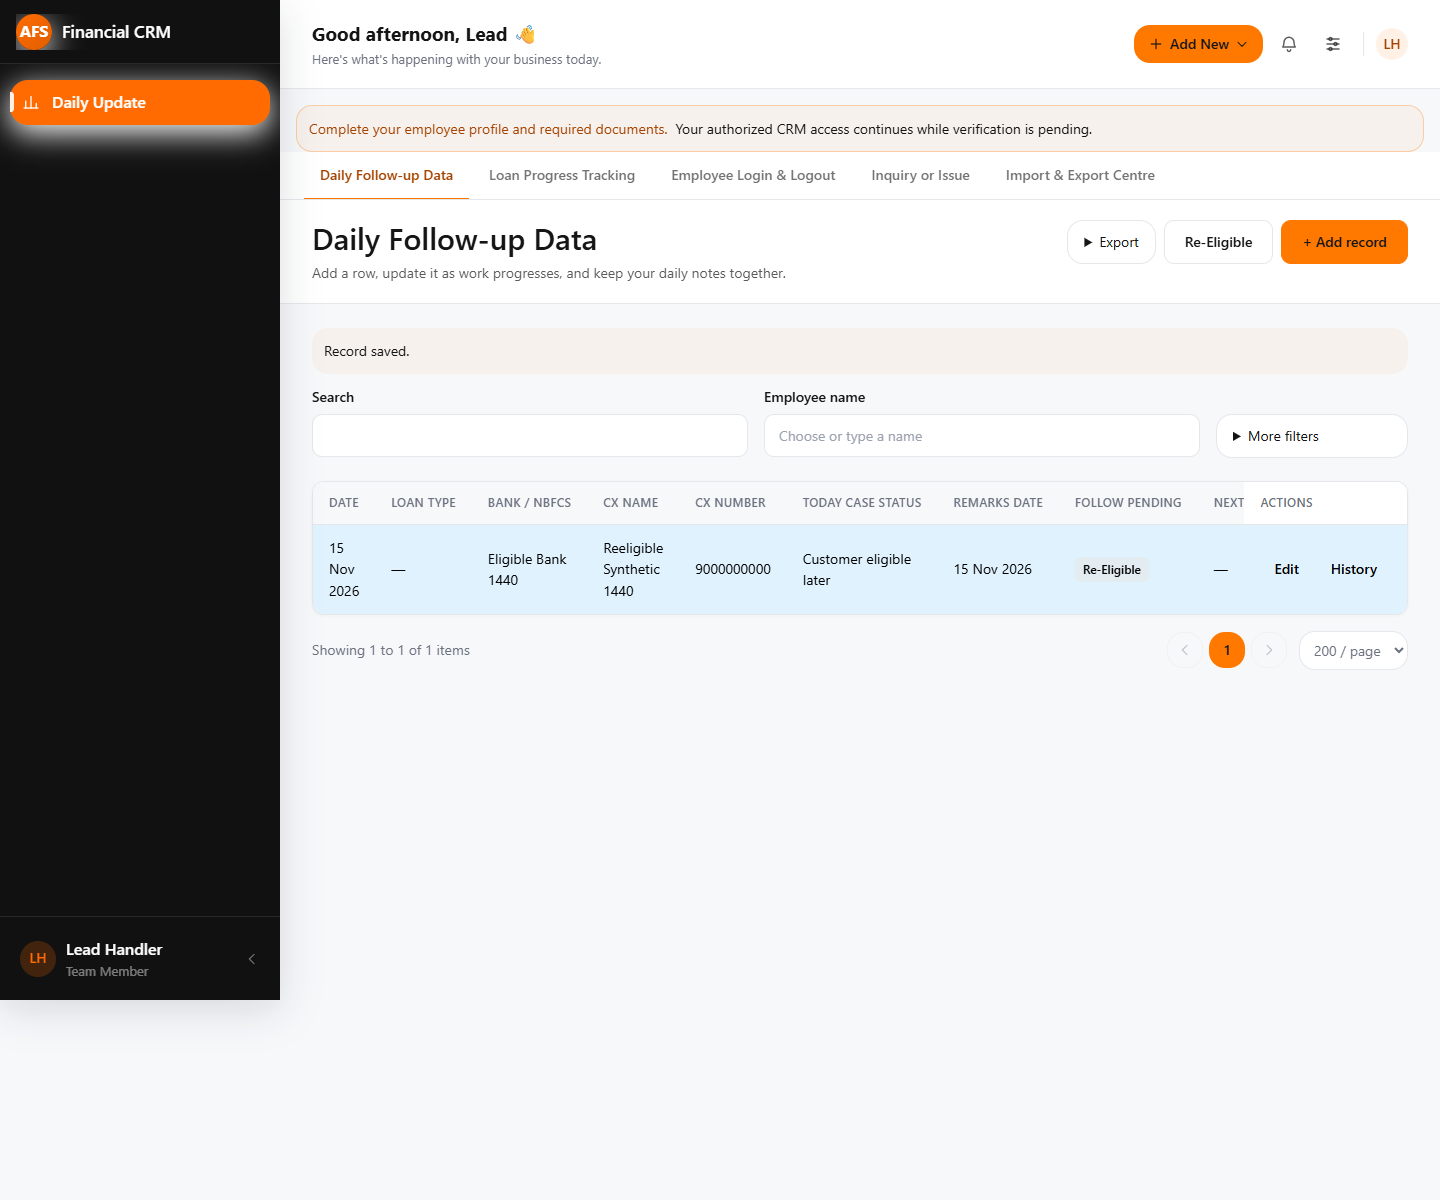 AFS Financial CRM
Daily Update
Lead Handler
LH
Team Member
Good afternoon, Lead 👋
Here's what's happening with your business today.
+ Add New
LH
Complete your employee profile and required documents. Your authorized CRM access continues while verification is pending.
Daily Follow-up Data Loan Progress Tracking Employee Login & Logout Inquiry or Issue Import & Export Centre
Daily Follow-up Data
Add a row, update it as work progresses, and keep your daily notes together.
▶ Export Re-Eligible + Add record
Record saved.
Search Employee name
Choose or type a name ▶ More filters
DATE LOAN TYPE BANK / NBFCS CX NAME CX NUMBER TODAY CASE STATUS REMARKS DATE FOLLOW PENDING NEXT ACTIONS
15 Nov 2026 — Eligible Bank 1440 Reeligible Synthetic 1440 9000000000 Customer eligible later 15 Nov 2026 Re-Eligible — Edit History
Showing 1 to 1 of 1 items 1 200 / page